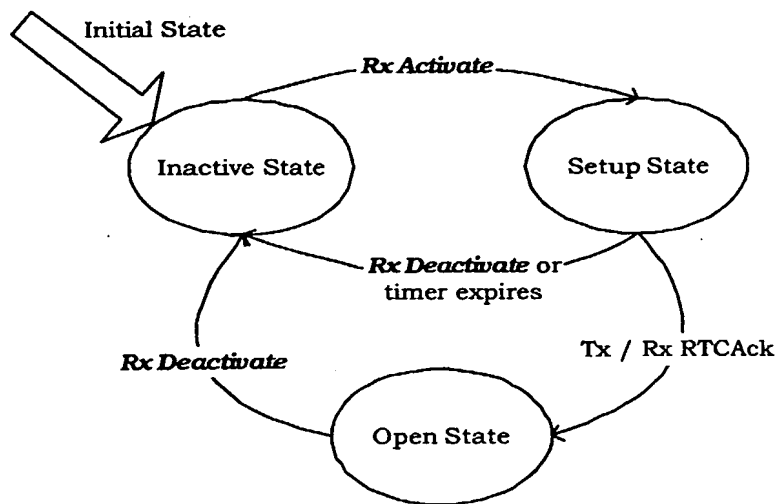 Initial State
Rx Activate
Inactive State
Setup State
Rx Deactivate or
timer expires
Tx / Rx RTCAck
Rx Deactivate
Open State